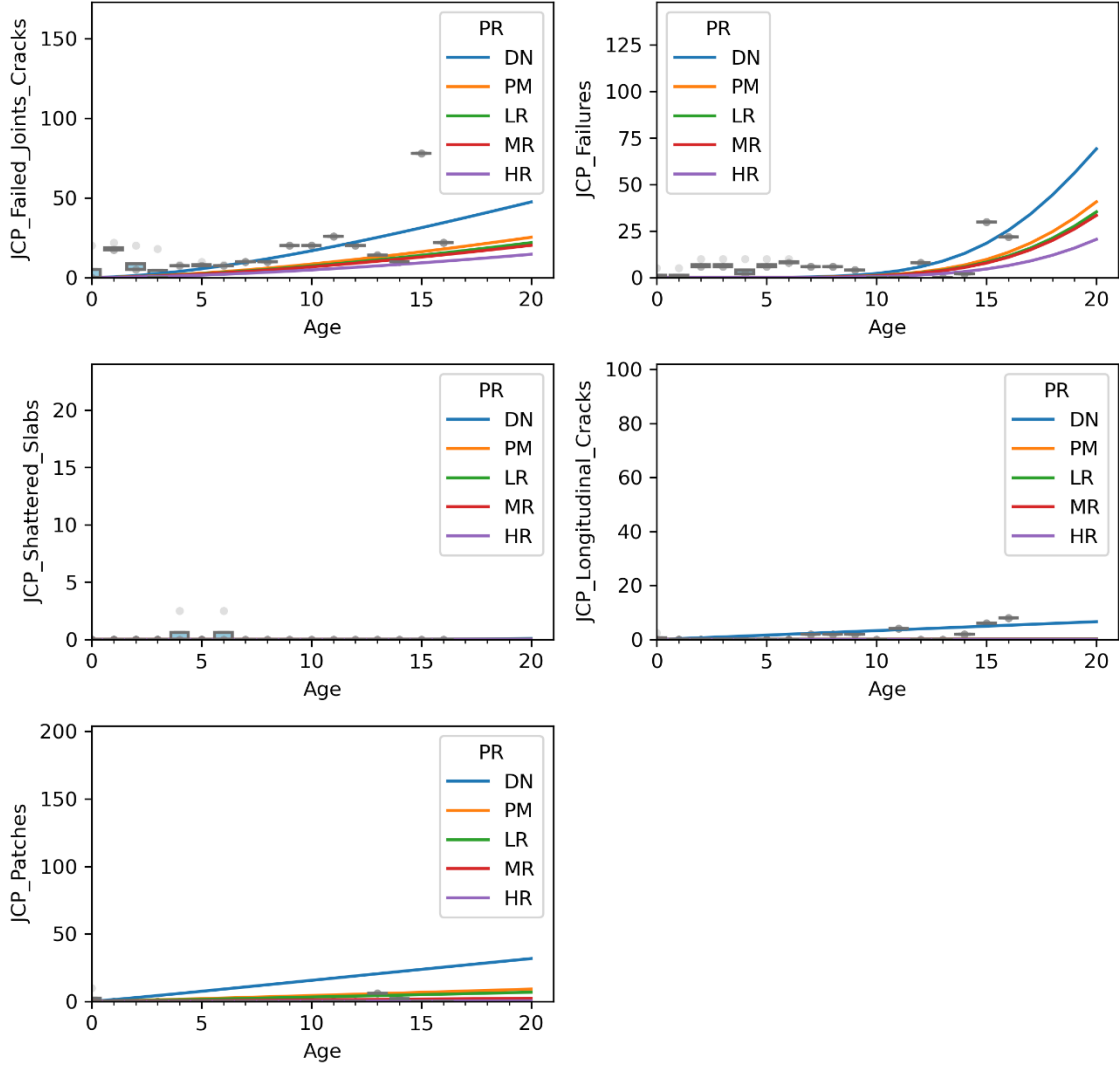 JCP_Failed_Joints_Cracks
150
100
50
0
0 5 10 15 20
Age
PR
DN
PM
LR
MR
HR
JCP_Failures
125
100
75
50
25
0
0 5 10 15 20
Age
PR
DN
PM
LR
MR
HR
JCP_Shattered_Slabs
20
15
10
5
0
0 5 10 15 20
Age
PR
DN
PM
LR
MR
HR
JCP_Longitudinal_Cracks
100
80
60
40
20
0
0 5 10 15 20
Age
PR
DN
PM
LR
MR
HR
JCP_Patches
200
150
100
50
0
0 5 10 15 20
Age
PR
DN
PM
LR
MR
HR